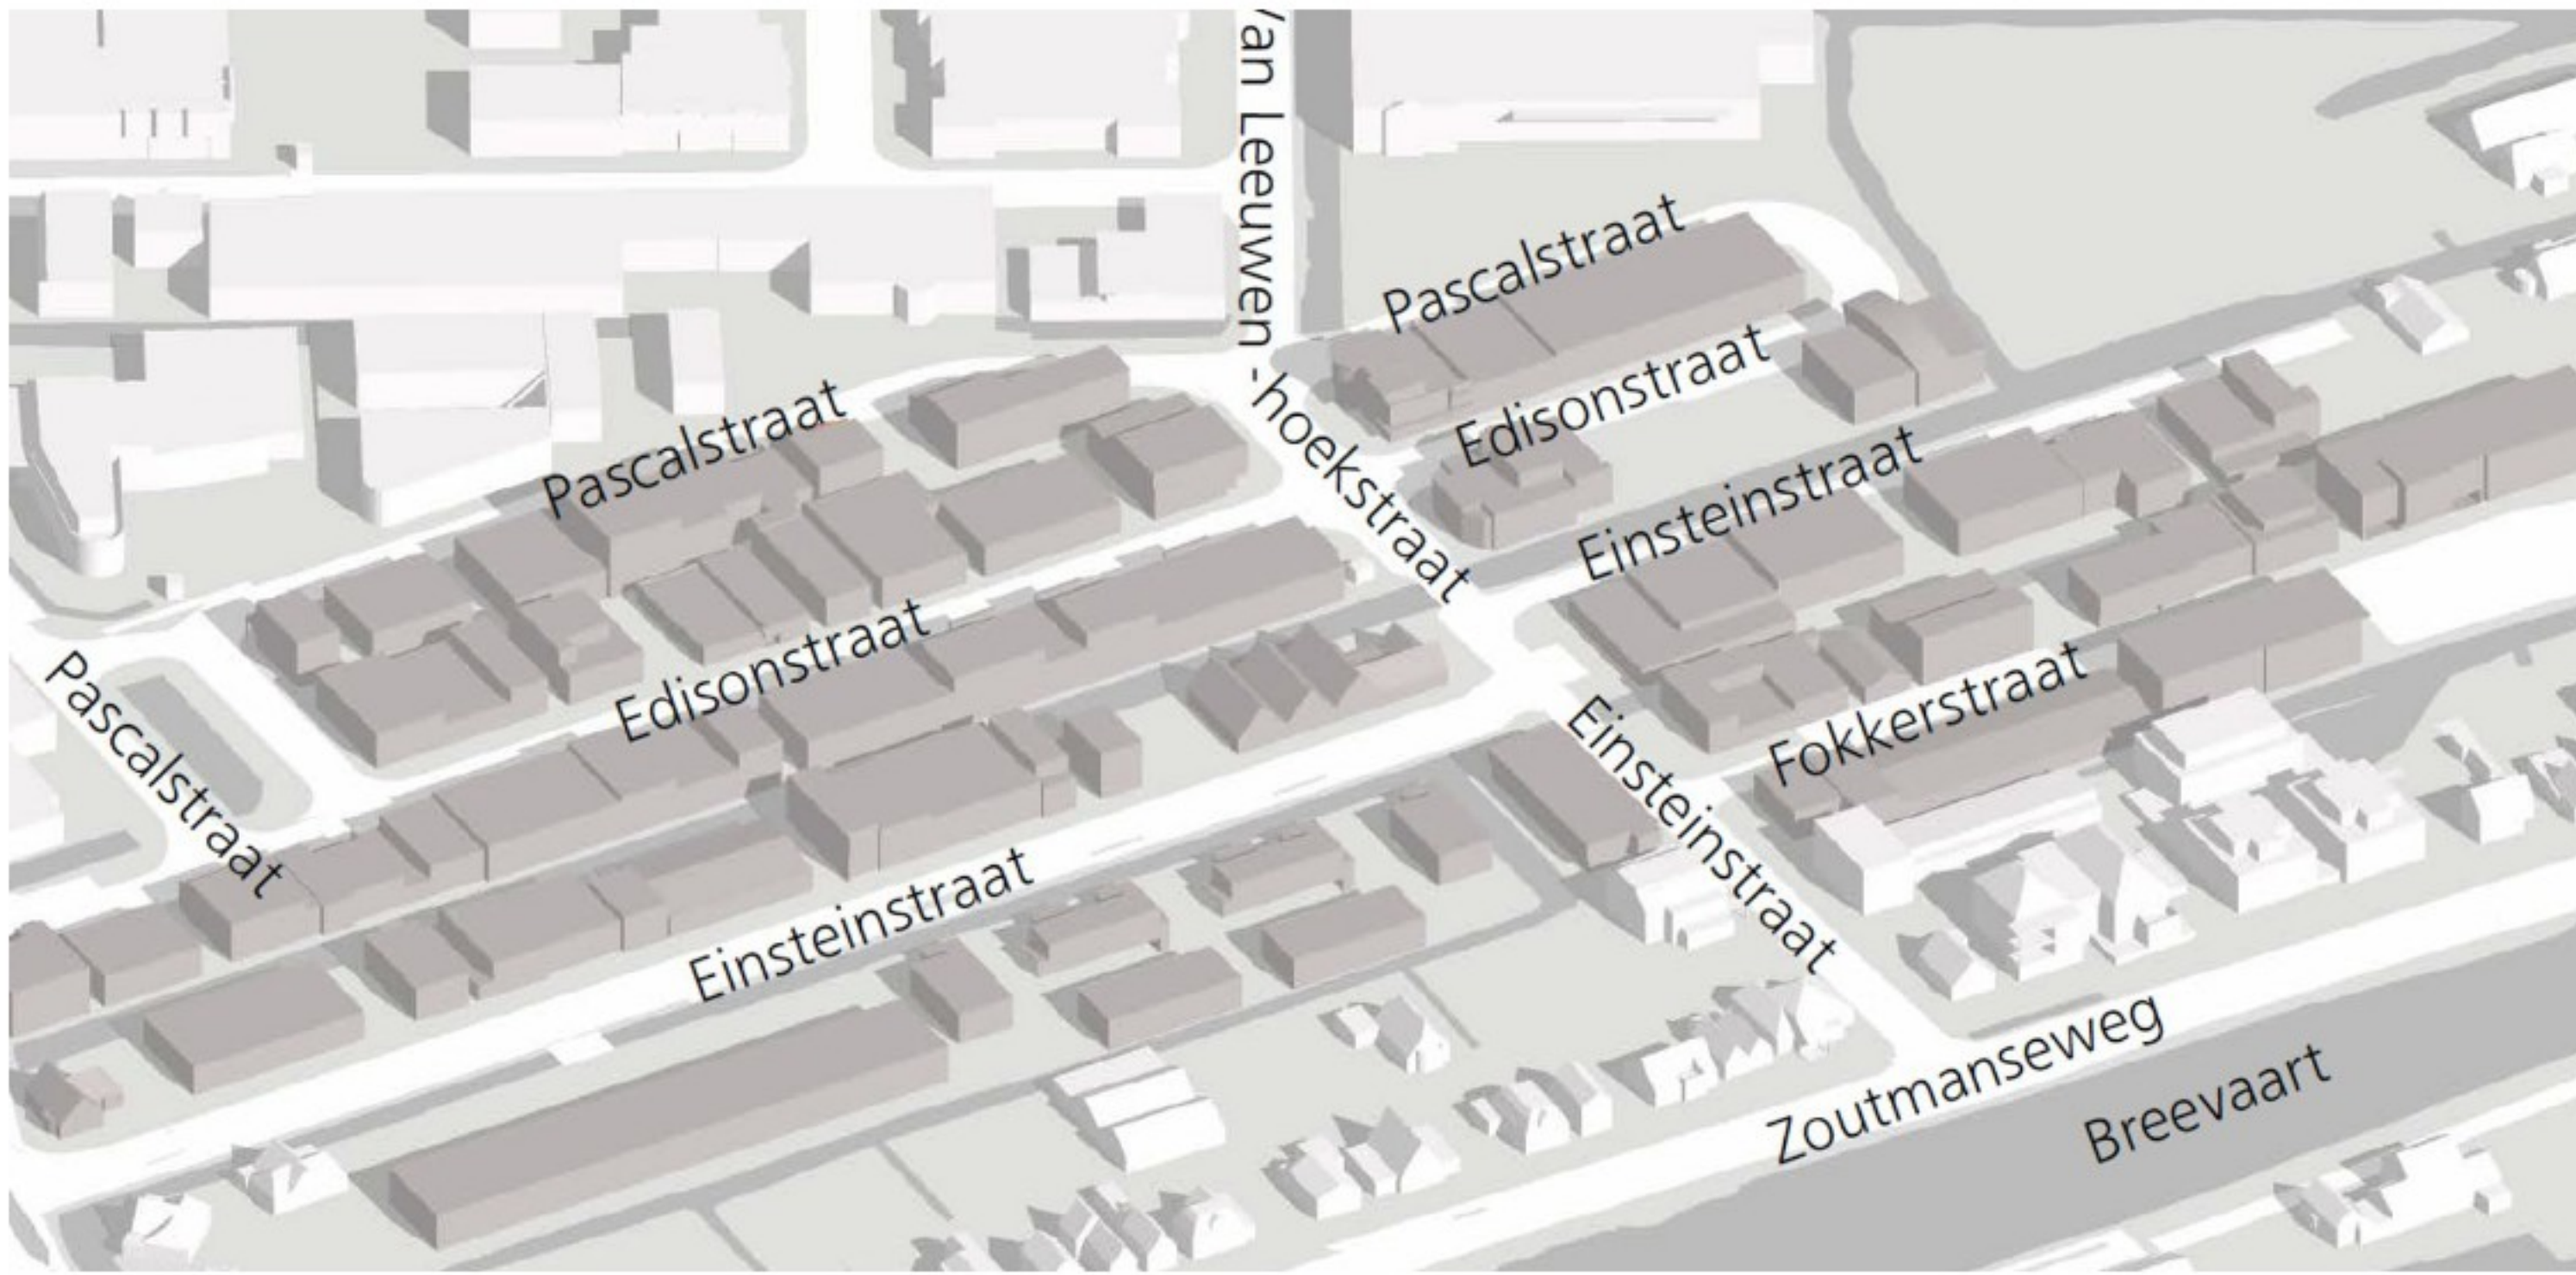 Van Leeuwen -hoekstraat
Pascalstraat
Edisonstraat
Pascalstraat
Einsteinstraat
Edisonstraat
Pascalstraat
Einsteinstraat
Fokkerstraat
Einsteinstraat
Zoutmanseweg
Breevaart